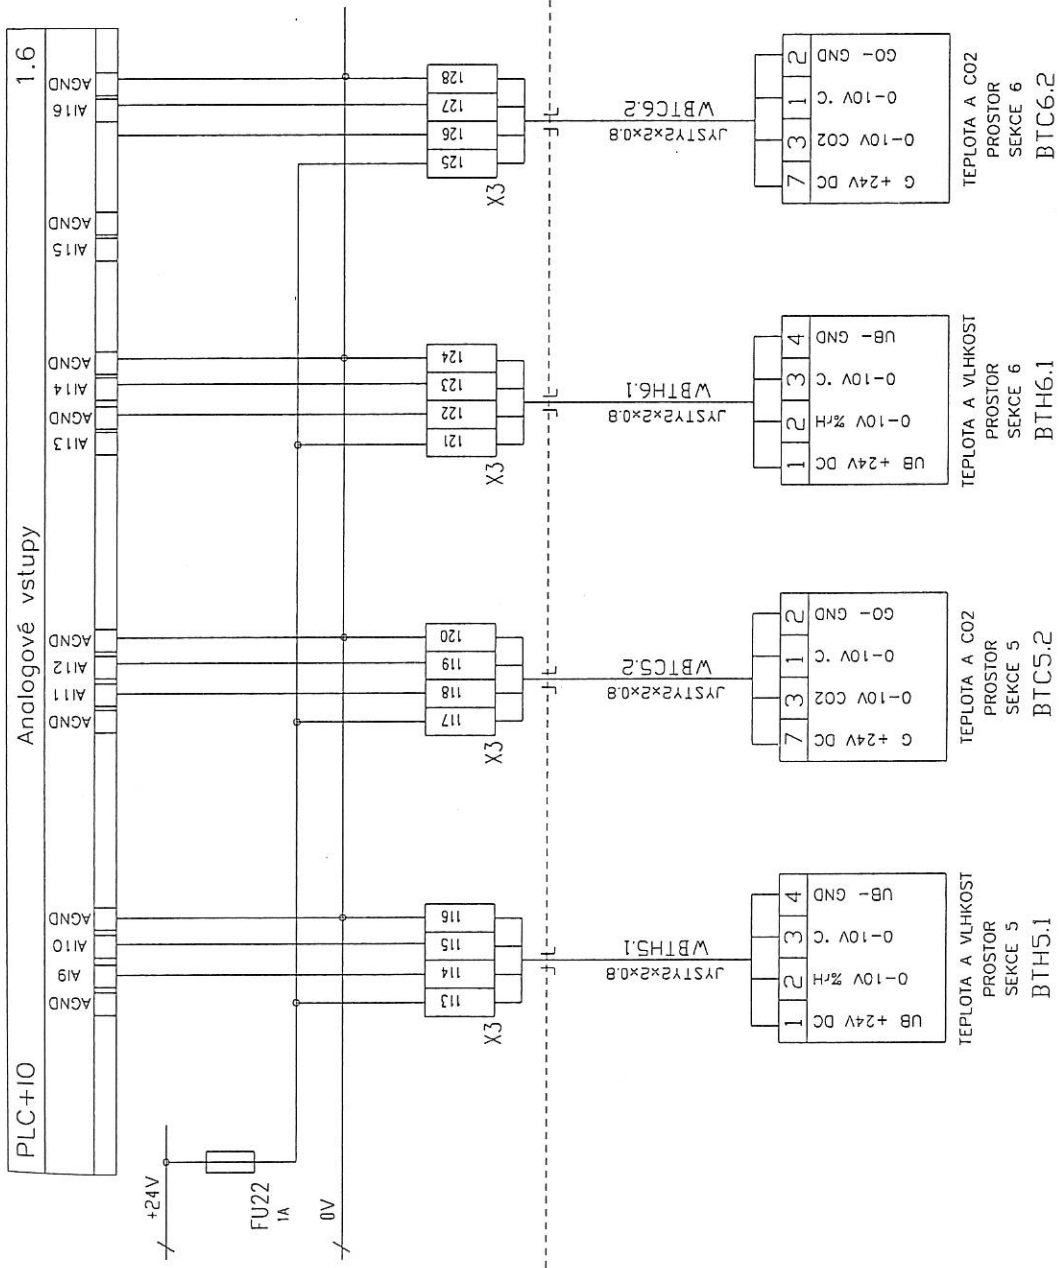 PLC+IO
Analogové vstupy
1.6
AGND
AI9
AI10
AGND
AGND
AI11
AI12
AGND
AI13
AGND
AI14
AGND
AI15
AGND
AI16
AGND
+24V
FU22
1A
0V
113
114
115
116
X3
117
118
119
120
X3
121
122
123
124
X3
125
126
127
128
X3
WBTH5.1
JYSTY2x2x0.8
WBTC5.2
JYSTY2x2x0.8
WBTH6.1
JYSTY2x2x0.8
WBTC6.2
JYSTY2x2x0.8
1 UB +24V DC
2 0-10V %rH
3 0-10V °C
4 UB- GND
TEPLOTA A VLHKOST
PROSTOR
SEKCE 5
BTH5.1
7 G +24V DC
3 0-10V CO2
1 0-10V °C
2 GO- GND
TEPLOTA A CO2
PROSTOR
SEKCE 5
BTC5.2
1 UB +24V DC
2 0-10V %rH
3 0-10V °C
4 UB- GND
TEPLOTA A VLHKOST
PROSTOR
SEKCE 6
BTH6.1
7 G +24V DC
3 0-10V CO2
1 0-10V °C
2 GO- GND
TEPLOTA A CO2
PROSTOR
SEKCE 6
BTC6.2